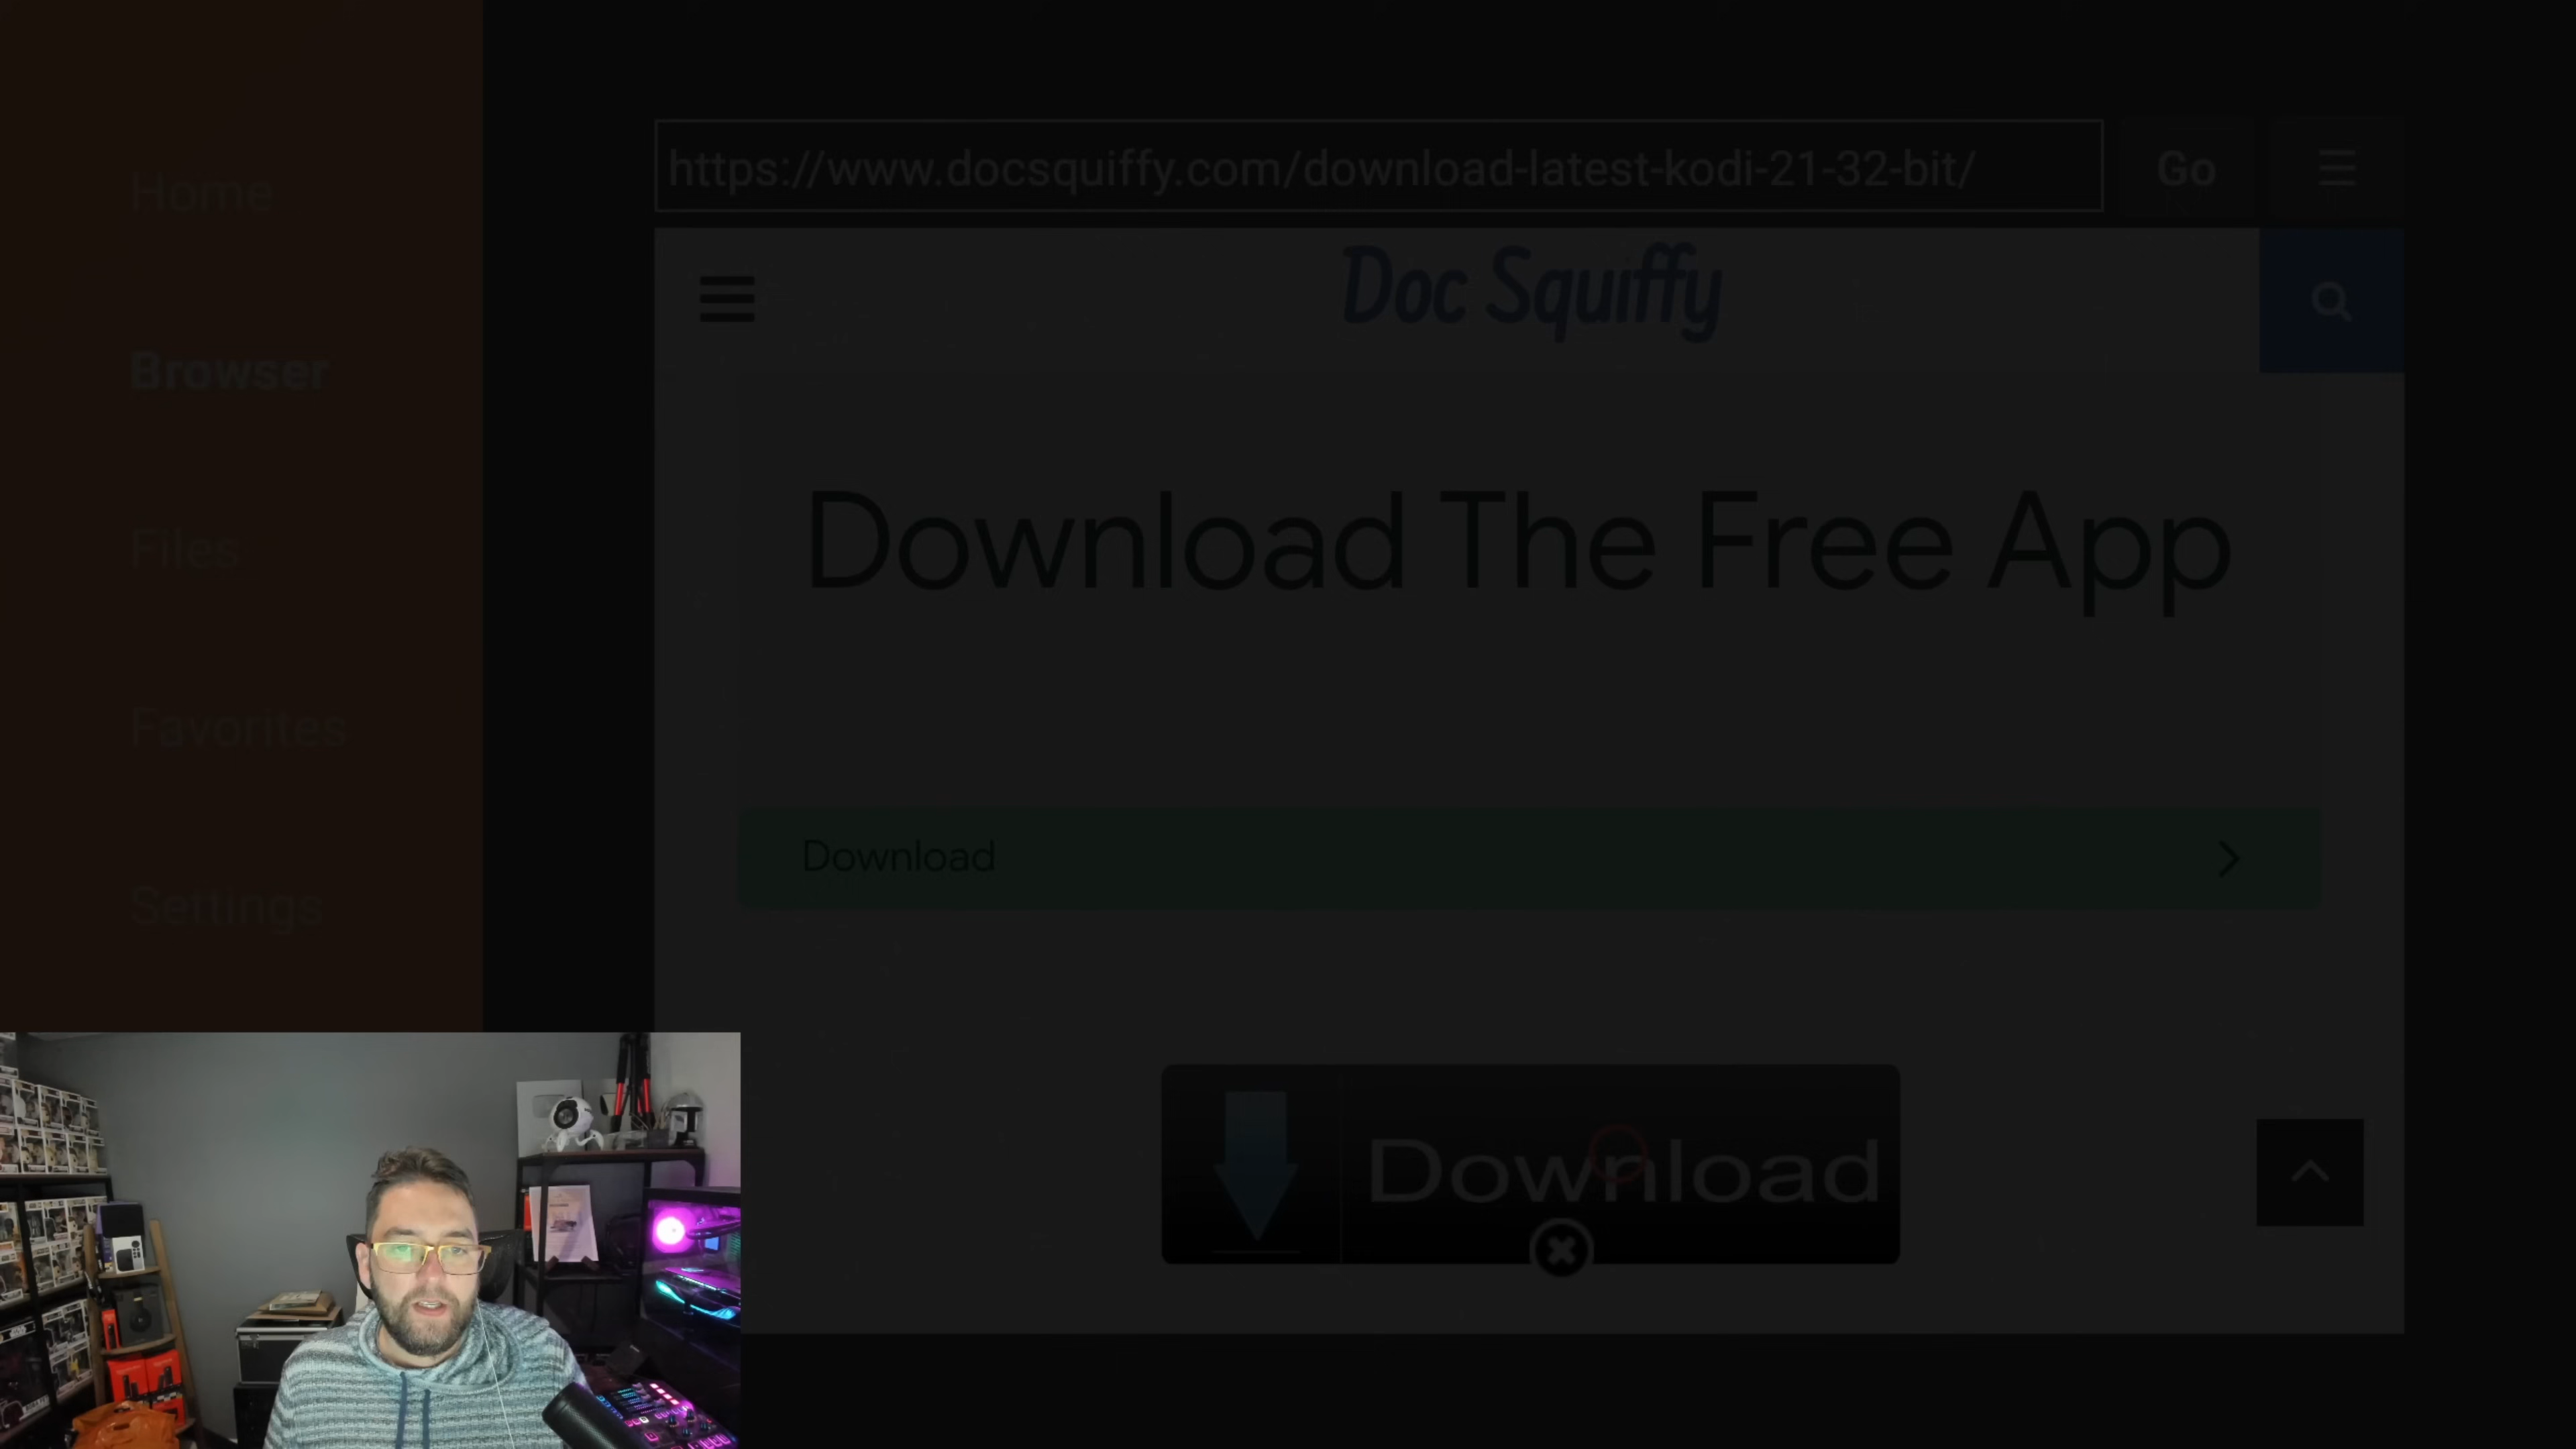 Home
Browser
Files
Favorites
Settings
https://www.docsquiffy.com/download-latest-kodi-21-32-bit/
Go
Doc Squiffy
Download The Free App
Download
Download